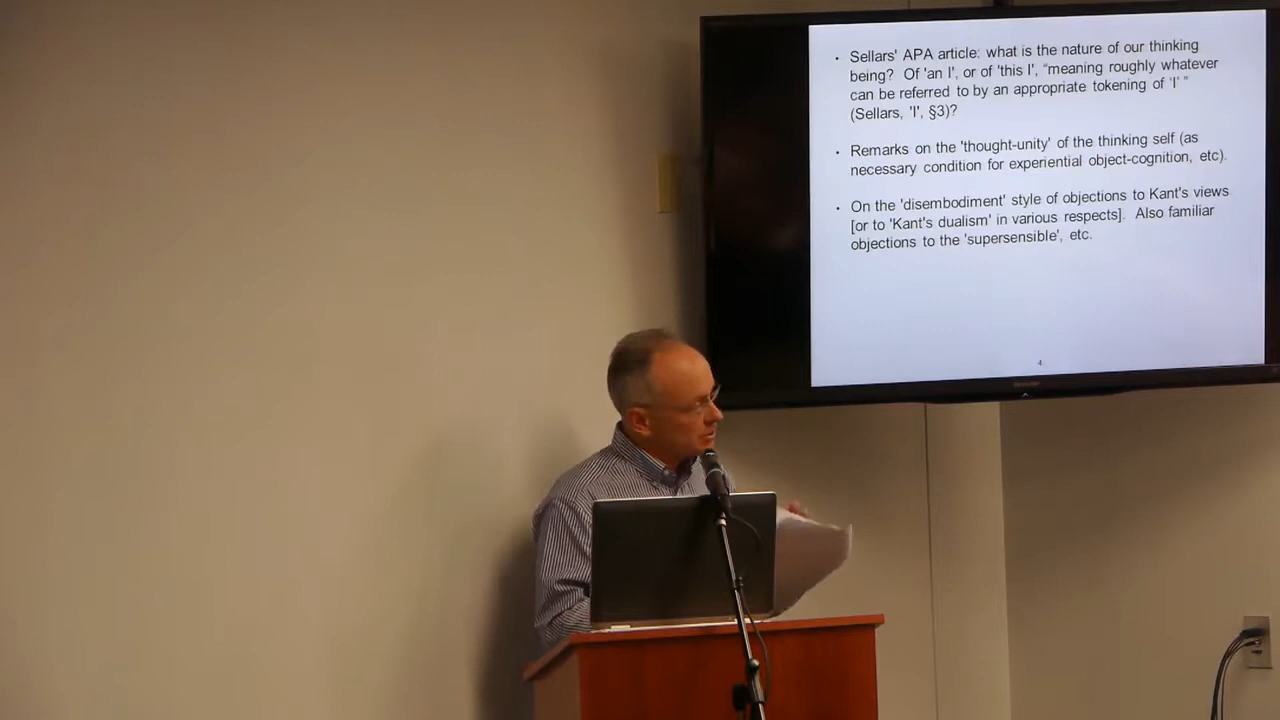 • Sellars' APA article: what is the nature of our thinking
being? Of 'an I', or of 'this I', “meaning roughly whatever
can be referred to by an appropriate tokening of ‘I’ ”
(Sellars, 'I', §3)?
• Remarks on the 'thought-unity' of the thinking self (as
necessary condition for experiential object-cognition, etc).
• On the 'disembodiment' style of objections to Kant's views
[or to 'Kant's dualism' in various respects]. Also familiar
objections to the 'supersensible', etc.
4